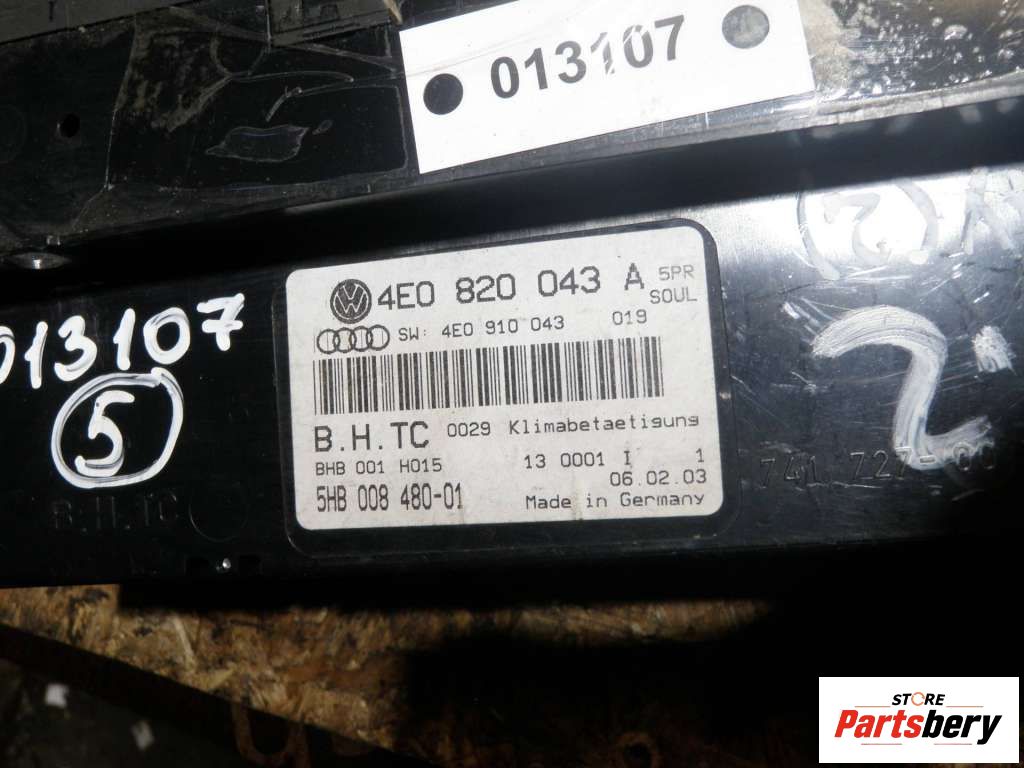 013107
4E0 820 043 A 5PR
SOUL
SW: 4E0 910 043 019
B.H.TC 0029 Klimabetaetigung
BHB 001 H015 13 0001 I 1
06.02.03
5HB 008 480-01 Made in Germany
013107
5
2
B.H.TC
STORE
Partsbery